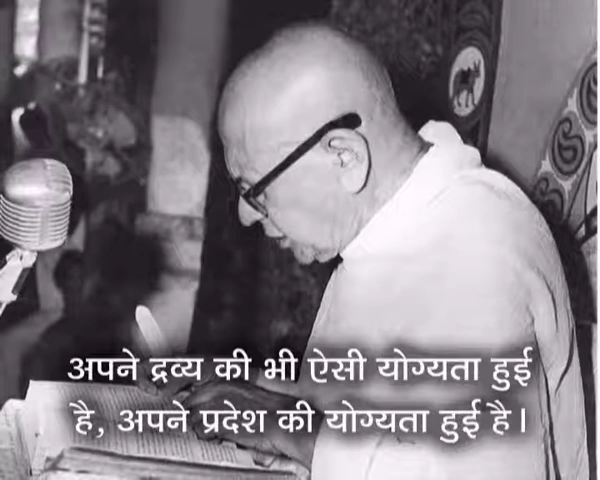 अपने द्रव्य की भी ऐसी योग्यता हुई
है, अपने प्रदेश की योग्यता हुई है।